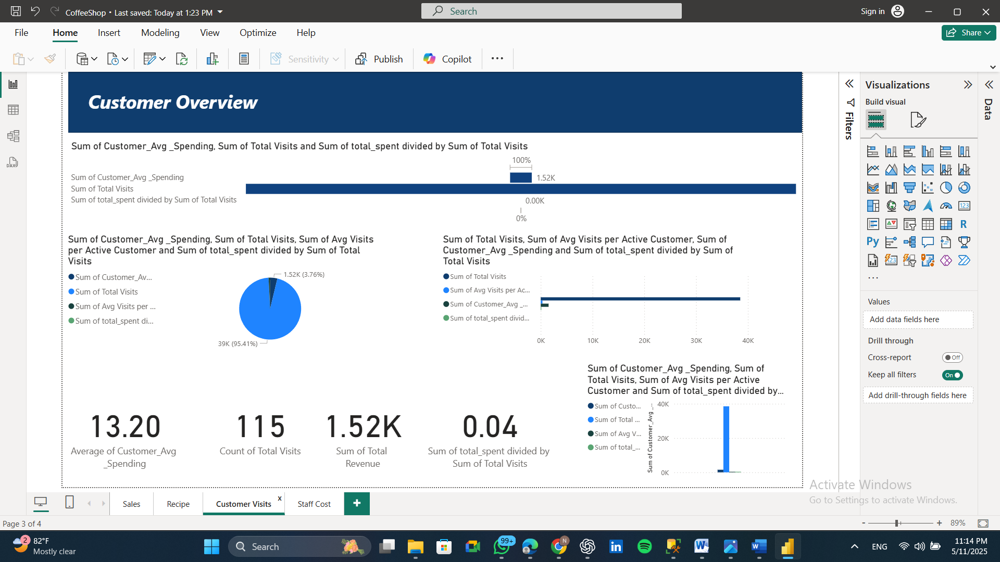 CoffeeShop • Last saved: Today at 1:23 PM
Search
Sign in
File
Home
Insert
Modeling
View
Optimize
Help
Share
Sensitivity
Publish
Copilot
...
DAX
Customer Overview
Sum of Customer_Avg _Spending, Sum of Total Visits and Sum of total_spent divided by Sum of Total Visits
100%
Sum of Customer_Avg _Spending
1.52K
Sum of Total Visits
Sum of total_spent divided by Sum of Total Visits
0.00K
0%
Sum of Customer_Avg _Spending, Sum of Total Visits, Sum of Avg Visits
per Active Customer and Sum of total_spent divided by Sum of Total
Visits
Sum of Customer_Av...
Sum of Total Visits
Sum of Avg Visits per ...
Sum of total_spent di...
1.52K (3.76%)
39K (95.41%)
Sum of Total Visits, Sum of Avg Visits per Active Customer, Sum of
Customer_Avg _Spending and Sum of total_spent divided by Sum of
Total Visits
Sum of Total Visits
Sum of Avg Visits per Ac...
Sum of Customer_Avg _...
Sum of total_spent divid...
0K
10K
20K
30K
40K
13.20
Average of Customer_Avg
_Spending
115
Count of Total Visits
1.52K
Sum of Total
Revenue
0.04
Sum of total_spent divided by
Sum of Total Visits
Sum of Customer_Avg _Spending, Sum of
Total Visits, Sum of Avg Visits per Active
Customer and Sum of total_spent divided by...
Sum of Custo...
Sum of Total ...
Sum of Avg V...
Sum of total_...
Sum of Customer_Avg _...
40K
20K
0K
Filters
Visualizations
Build visual
123
R
Py
123
...
Values
Add data fields here
Drill through
Cross-report
Off
Keep all filters
On
Add drill-through fields here
Data
Activate Windows
Go to Settings to activate Windows.
Sales
Recipe
Customer Visits
x
Staff Cost
+
Page 3 of 4
-
+
89%
2
82°F
Mostly clear
Search
99+
N
ENG
11:14 PM
5/11/2025